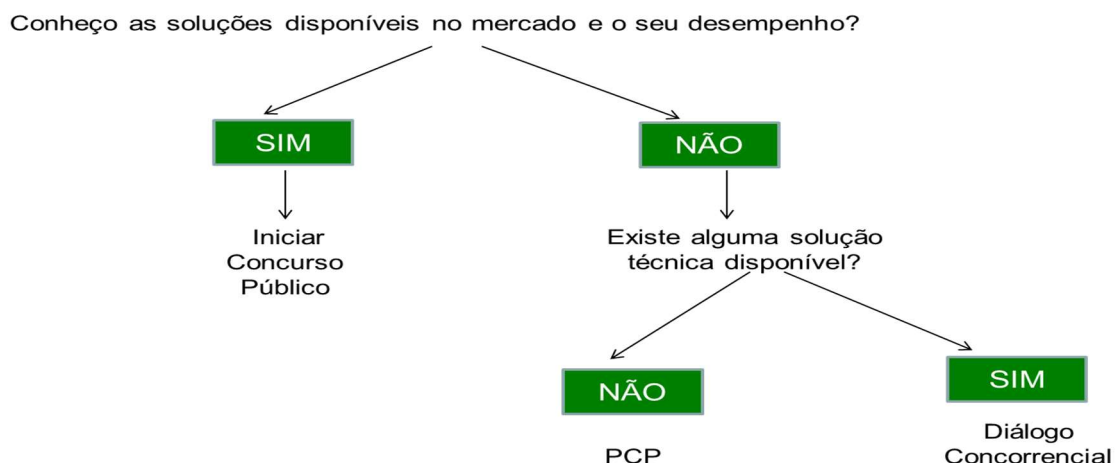 Conheço as soluções disponíveis no mercado e o seu desempenho?
SIM
NÃO
Iniciar
Concurso
Público
Existe alguma solução
técnica disponível?
NÃO
SIM
PCP
Diálogo
Concorrencial